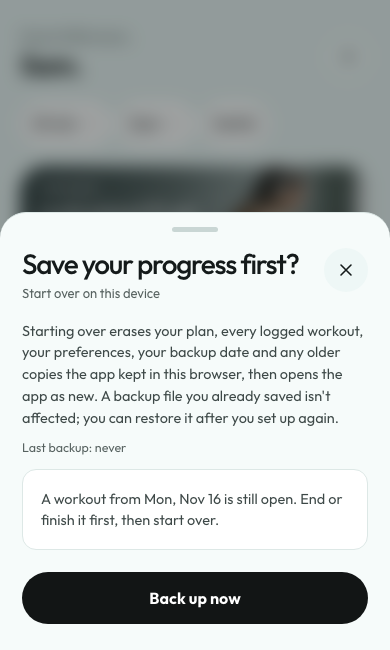 Save your progress first?
Start over on this device
Starting over erases your plan, every logged workout,
your preferences, your backup date and any older
copies the app kept in this browser, then opens the
app as new. A backup file you already saved isn't
affected; you can restore it after you set up again.
Last backup: never
A workout from Mon, Nov 16 is still open. End or
finish it first, then start over.
Back up now